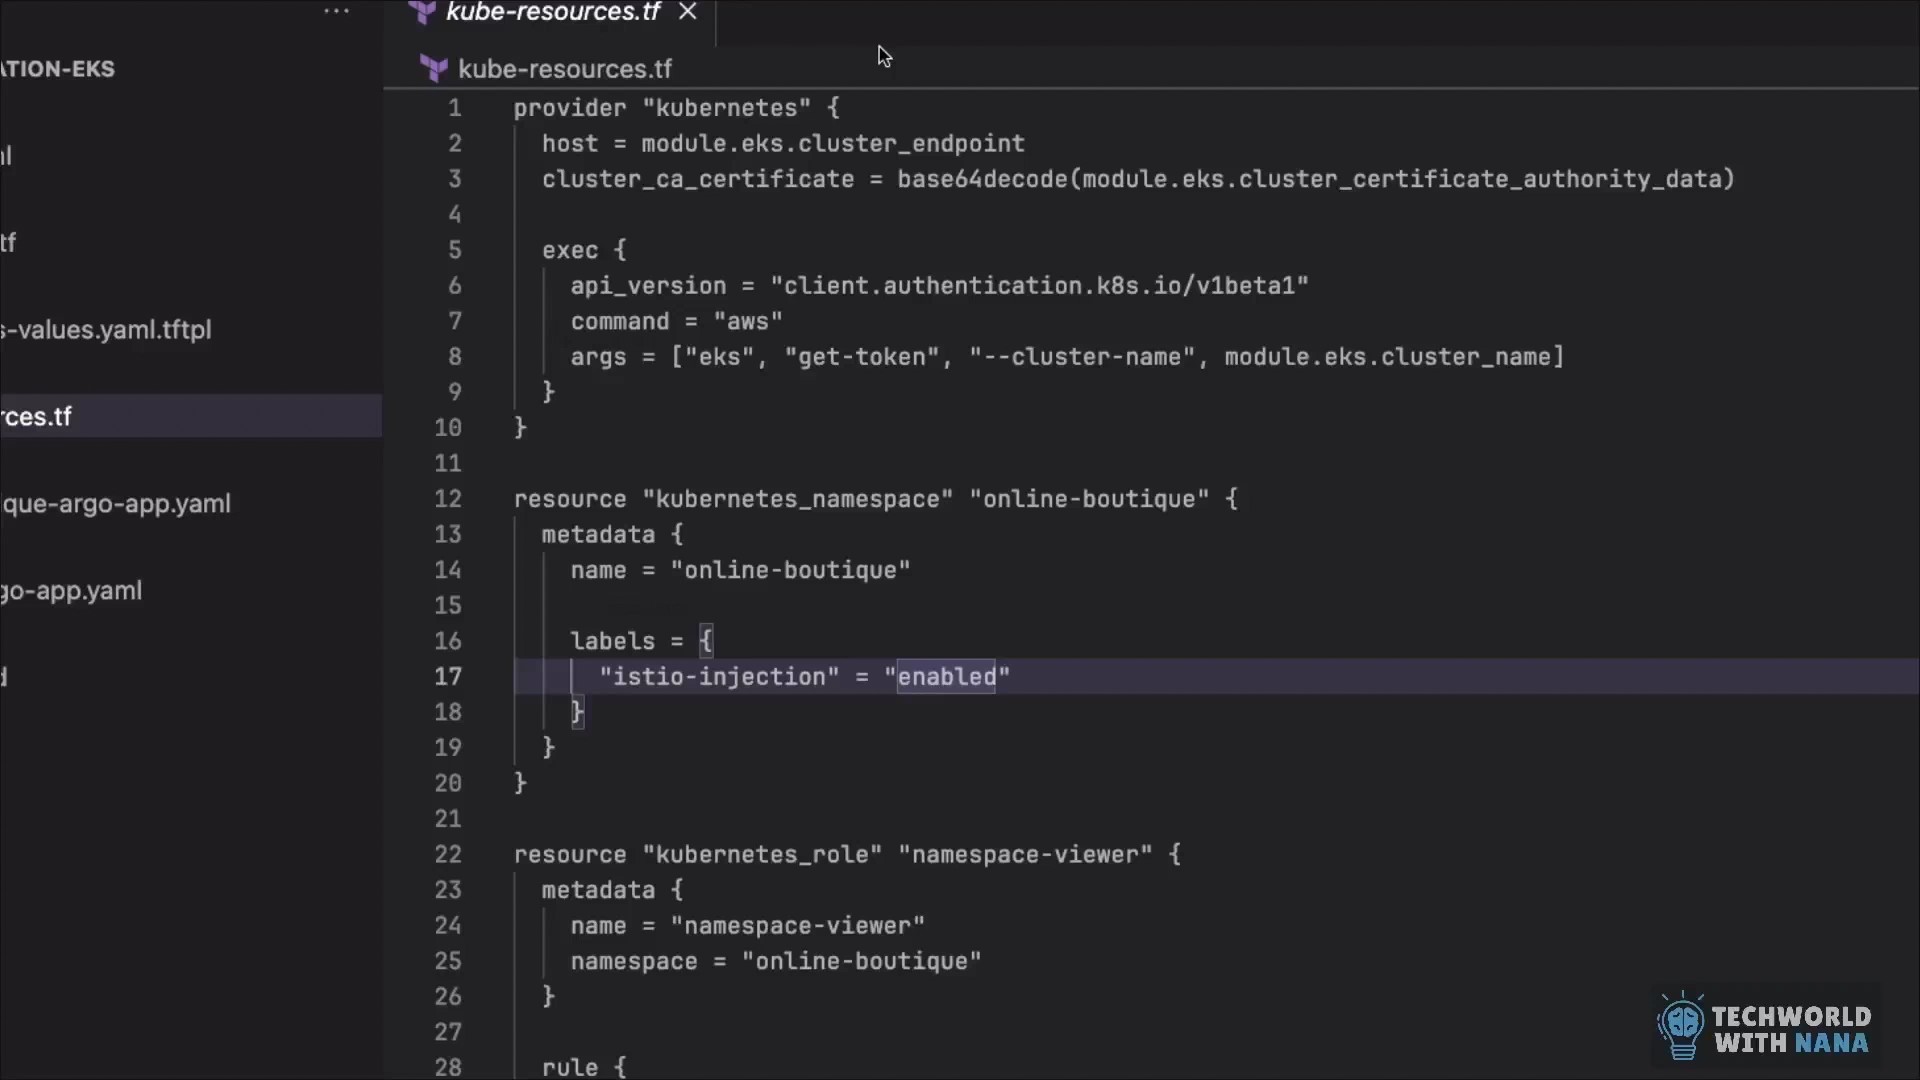 kube-resources.tf
ATION-EKS
kube-resources.tf
1 provider "kubernetes" {
2 host = module.eks.cluster_endpoint
3 cluster_ca_certificate = base64decode(module.eks.cluster_certificate_authority_data)
4
5 exec {
6 api_version = "client.authentication.k8s.io/v1beta1"
7 command = "aws"
8 args = ["eks", "get-token", "--cluster-name", module.eks.cluster_name]
9 }
10 }
11
12 resource "kubernetes_namespace" "online-boutique" {
13 metadata {
14 name = "online-boutique"
15
16 labels = {
17 "istio-injection" = "enabled"
18 }
19 }
20 }
21
22 resource "kubernetes_role" "namespace-viewer" {
23 metadata {
24 name = "namespace-viewer"
25 namespace = "online-boutique"
26 }
27
28 rule {
tf
s-values.yaml.tftpl
rces.tf
que-argo-app.yaml
go-app.yaml
TECHWORLD
WITH NANA